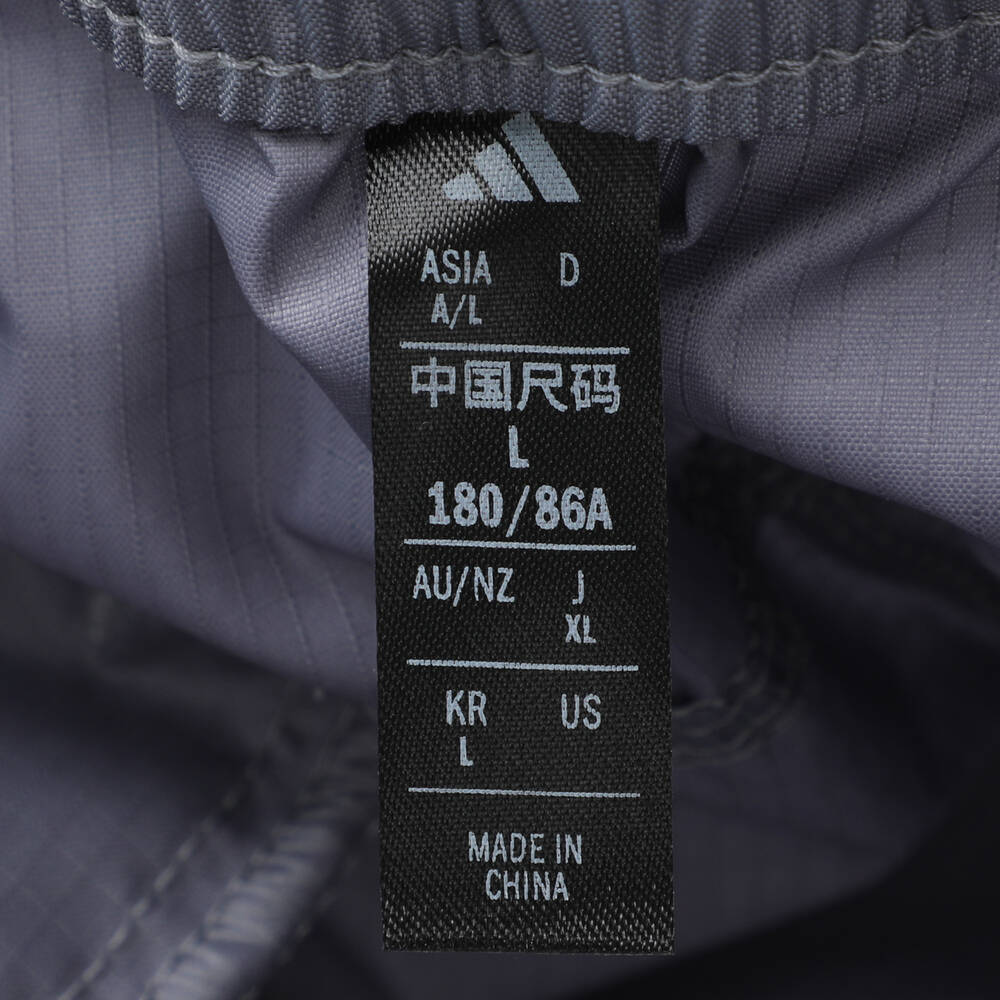 ASIA D
A/L
中国尺码
L
180/86A
AU/NZ J
XL
KR US
L
MADE IN
CHINA